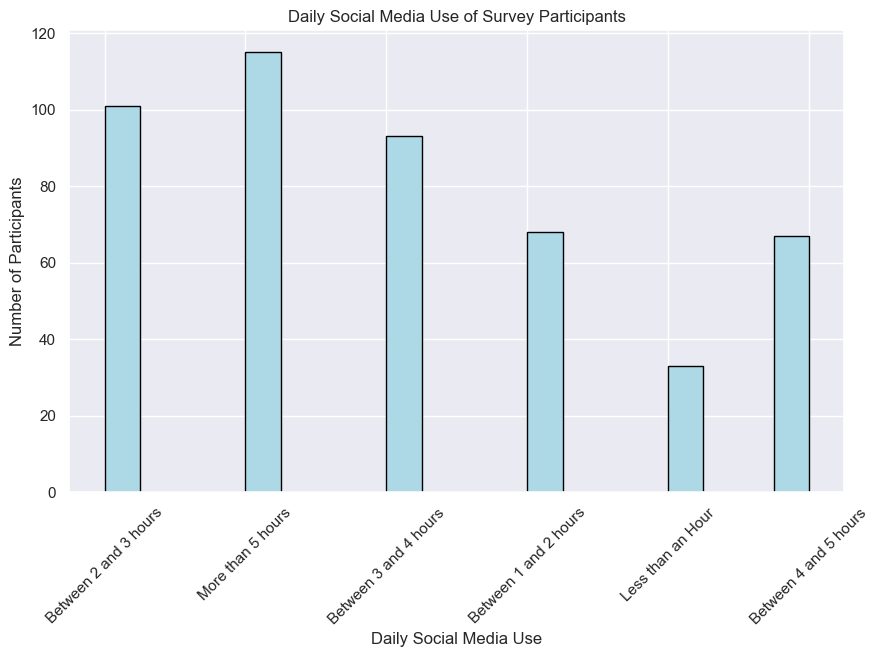 Daily Social Media Use of Survey Participants
120
100
80
60
40
20
0
Number of Participants
Between 2 and 3 hours
More than 5 hours
Between 3 and 4 hours
Between 1 and 2 hours
Less than an Hour
Between 4 and 5 hours
Daily Social Media Use